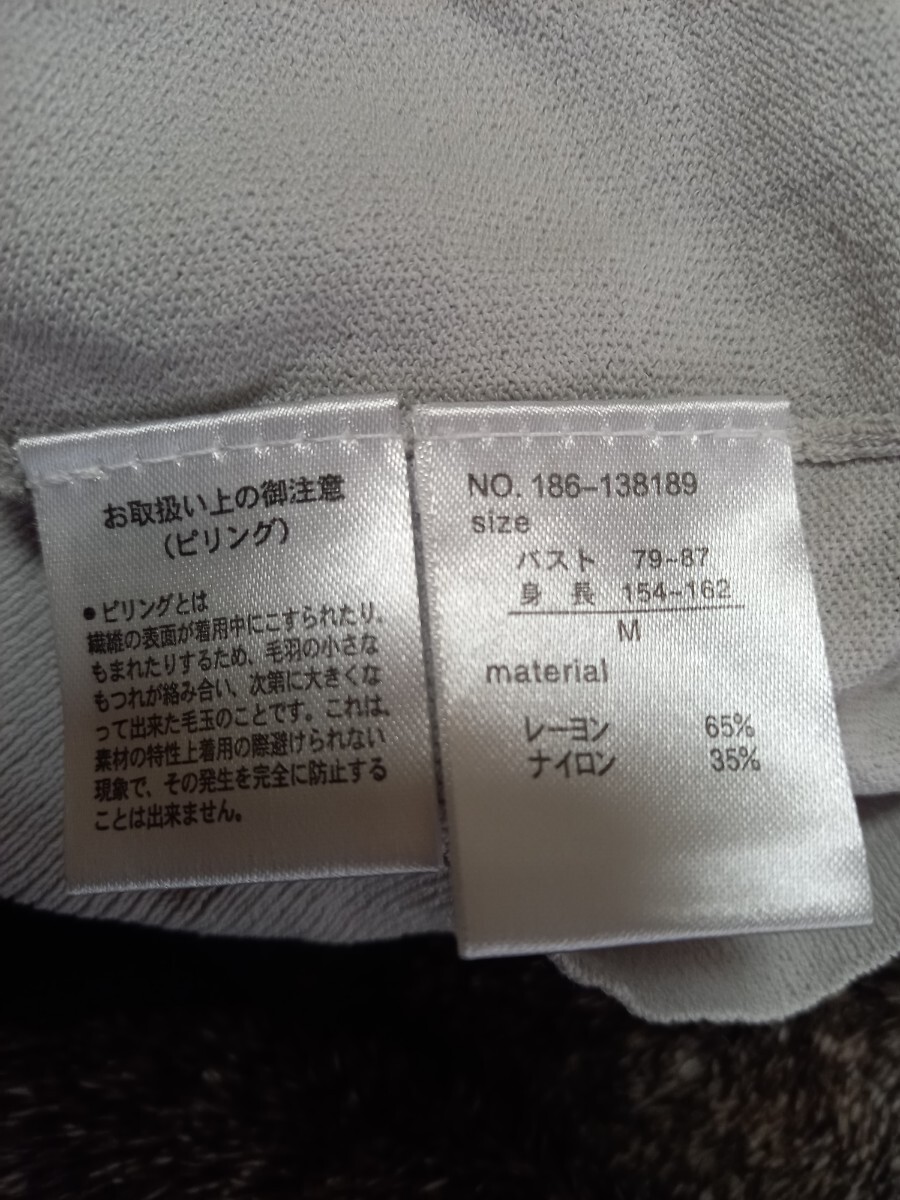 お取扱い上の御注意
(ピリング)
●ピリングとは
繊維の表面が着用中にこすられたり、
もまれたりするため、毛羽の小さな
もつれが絡み合い、次第に大きくな
って出来た毛玉のことです。これは、
素材の特性上着用の際避けられない
現象で、その発生を完全に防止する
ことは出来ません。
NO. 186-138189
size
バスト 79~87
身 長 154~162
M
material
レーヨン 65%
ナイロン 35%